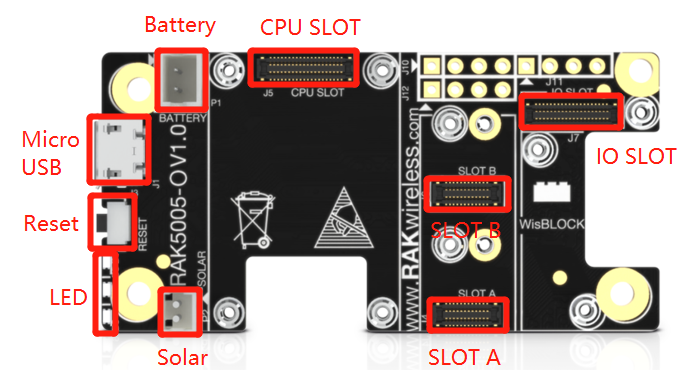 Battery
CPU SLOT
J10
J11
IO SLOT
J5
CPU SLOT
J12
P1
BATTERY
J7
Micro
USB
IO SLOT
J1
SLOT B
RAK5005-O V1.0
www.RAKwireless.com
WisBLOCK
Reset
RESET
SLOT B
SOLAR
LED
SLOT A
P2
Solar
SLOT A